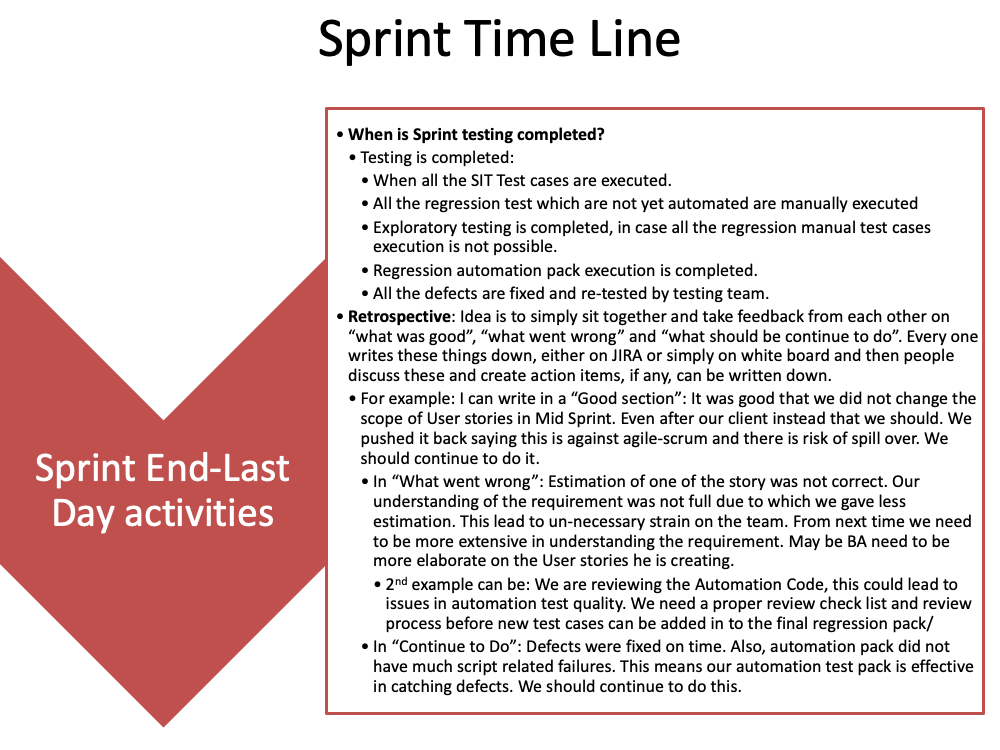 Sprint Time Line
Sprint End-Last
Day activities
• When is Sprint testing completed?
• Testing is completed:
• When all the SIT Test cases are executed.
• All the regression test which are not yet automated are manually executed
• Exploratory testing is completed, in case all the regression manual test cases
execution is not possible.
• Regression automation pack execution is completed.
• All the defects are fixed and re-tested by testing team.
• Retrospective: Idea is to simply sit together and take feedback from each other on
“what was good”, “what went wrong” and “what should be continue to do”. Every one
writes these things down, either on JIRA or simply on white board and then people
discuss these and create action items, if any, can be written down.
• For example: I can write in a “Good section”: It was good that we did not change the
scope of User stories in Mid Sprint. Even after our client instead that we should. We
pushed it back saying this is against agile-scrum and there is risk of spill over. We
should continue to do it.
• In “What went wrong”: Estimation of one of the story was not correct. Our
understanding of the requirement was not full due to which we gave less
estimation. This lead to un-necessary strain on the team. From next time we need
to be more extensive in understanding the requirement. May be BA need to be
more elaborate on the User stories he is creating.
• 2nd example can be: We are reviewing the Automation Code, this could lead to
issues in automation test quality. We need a proper review check list and review
process before new test cases can be added in to the final regression pack/
• In “Continue to Do”: Defects were fixed on time. Also, automation pack did not
have much script related failures. This means our automation test pack is effective
in catching defects. We should continue to do this.